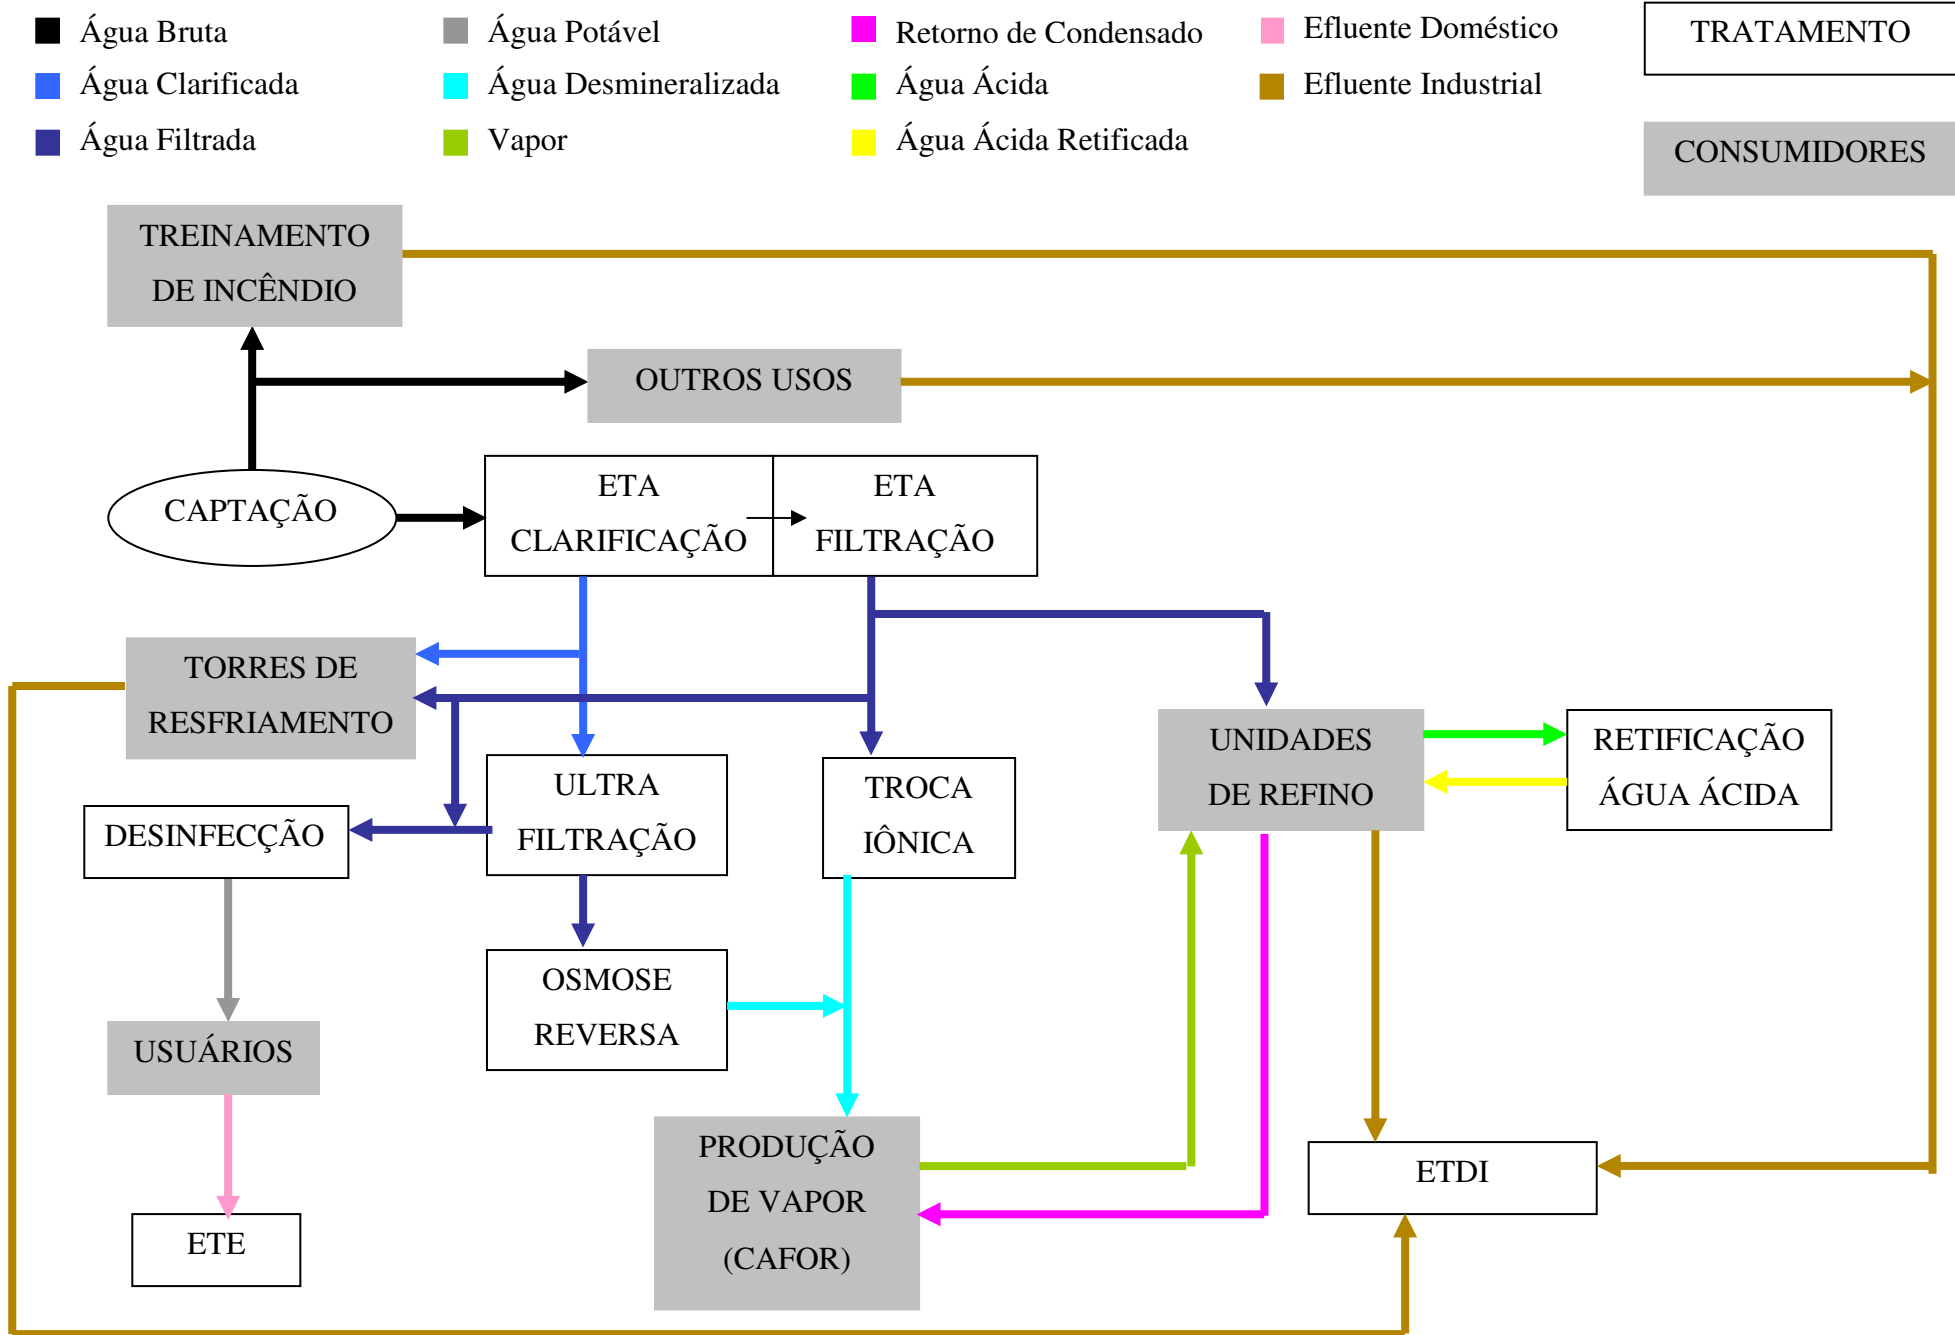 Água Bruta
Água Potável
Retorno de Condensado
Efluente Doméstico
TRATAMENTO
Água Clarificada
Água Desmineralizada
Água Ácida
Efluente Industrial
Água Filtrada
Vapor
Água Ácida Retificada
CONSUMIDORES
TREINAMENTO
DE INCÊNDIO
OUTROS USOS
CAPTAÇÃO
ETA
CLARIFICAÇÃO
ETA
FILTRAÇÃO
TORRES DE
RESFRIAMENTO
UNIDADES
DE REFINO
RETIFICAÇÃO
ÁGUA ÁCIDA
ULTRA
FILTRAÇÃO
TROCA
IÔNICA
DESINFECÇÃO
OSMOSE
REVERSA
USUÁRIOS
PRODUÇÃO
DE VAPOR
(CAFOR)
ETDI
ETE